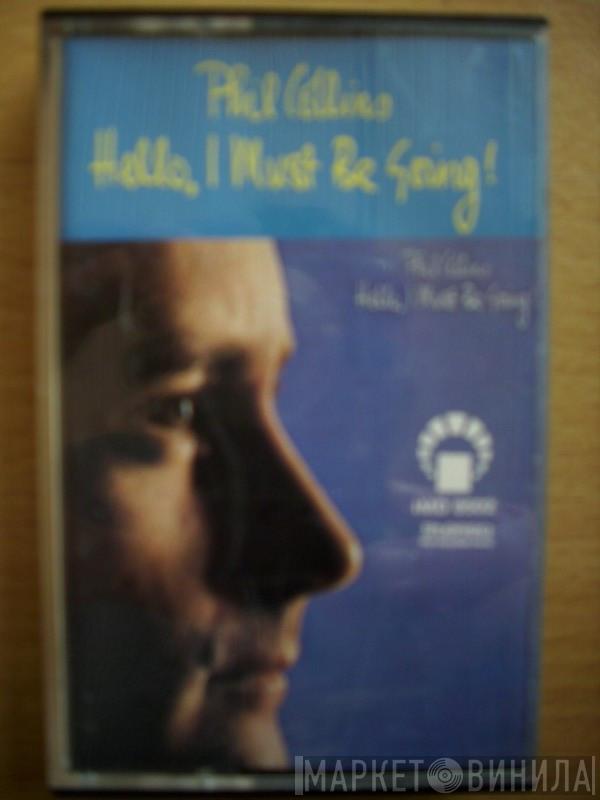 Phil Collins
Hello, I Must Be Going!
Phil Collins
Hello, I Must Be Going
МАРКЕТ ВИНИЛА